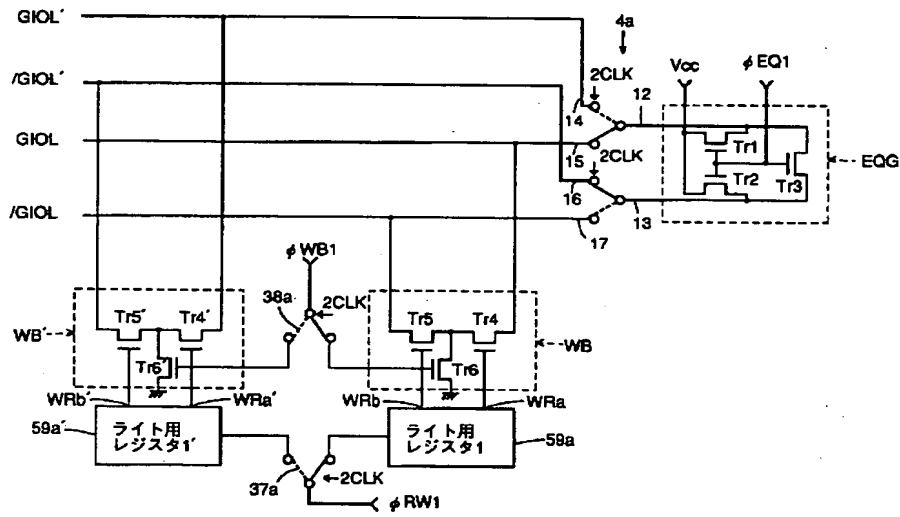 GIOL'
4a
/GIOL'
2CLK
Vcc
φEQ1
14
12
GIOL
15
2CLK
Tr1
EQG
16
Tr2
Tr3
/GIOL
13
17
φWB1
38a
2CLK
Tr5'
Tr4'
Tr5
Tr4
WB'
WB
Tr6'
Tr6
WRb'
WRa'
WRb
WRa
59a'
ライト用
レジスタ1'
ライト用
レジスタ1
59a
37a
2CLK
φRW1